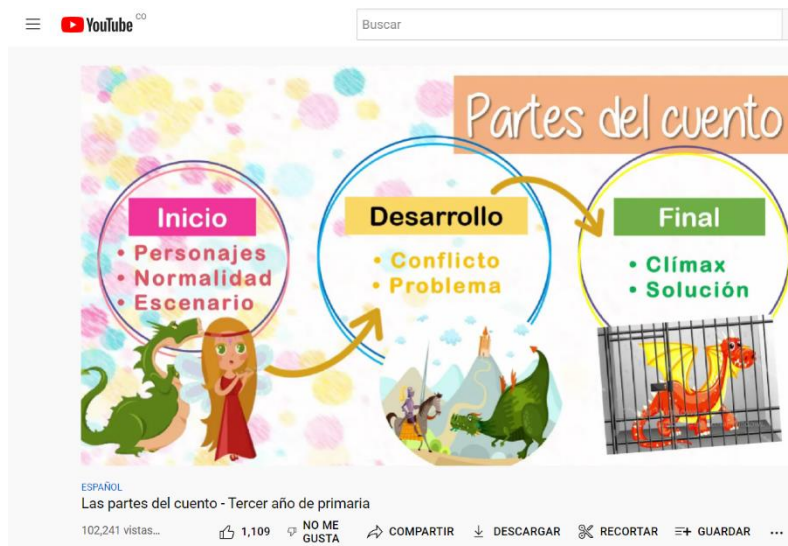 YouTube CO
Buscar
Partes del cuento
Inicio
• Personajes
• Normalidad
• Escenario
Desarrollo
• Conflicto
• Problema
Final
• Clímax
• Solución
ESPAÑOL
Las partes del cuento - Tercer año de primaria
102,241 vistas...
1,109
NO ME
GUSTA
COMPARTIR
DESCARGAR
RECORTAR
GUARDAR
...